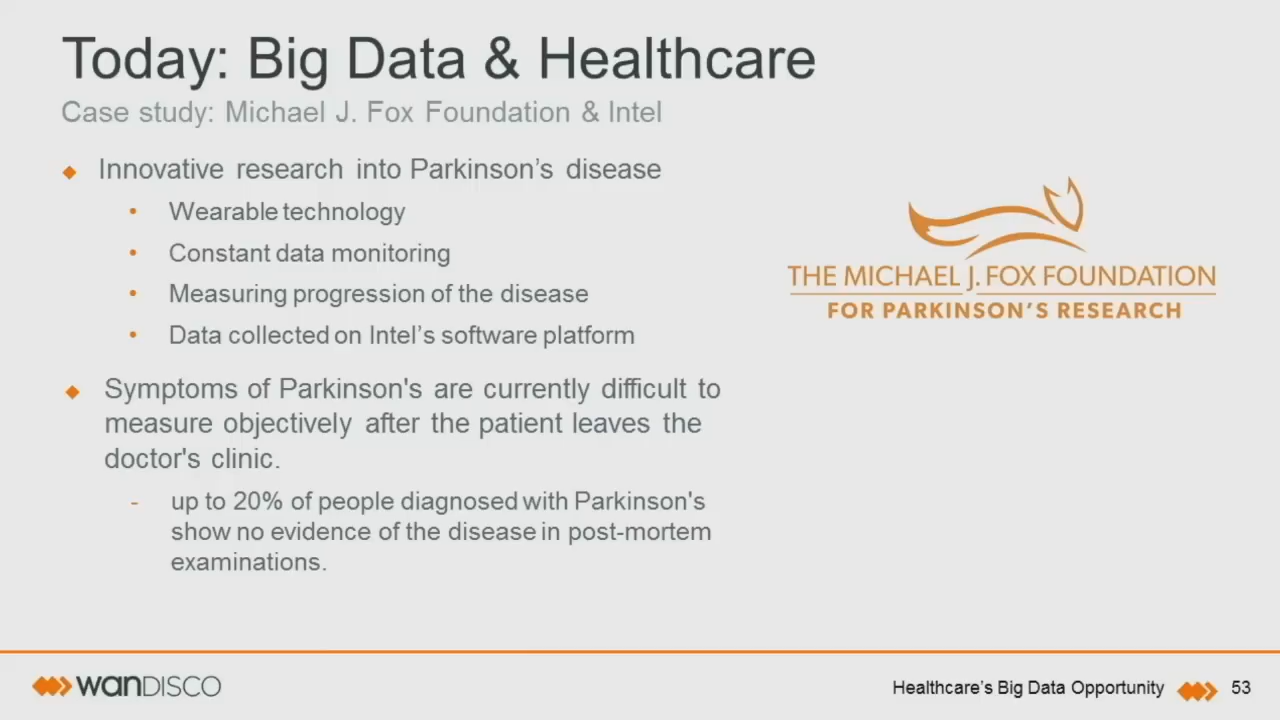 Today: Big Data & Healthcare
Case study: Michael J. Fox Foundation & Intel
◆ Innovative research into Parkinson’s disease
• Wearable technology
• Constant data monitoring
• Measuring progression of the disease
• Data collected on Intel’s software platform
◆ Symptoms of Parkinson's are currently difficult to
measure objectively after the patient leaves the
doctor's clinic.
- up to 20% of people diagnosed with Parkinson's
show no evidence of the disease in post-mortem
examinations.
THE MICHAEL J. FOX FOUNDATION
FOR PARKINSON’S RESEARCH
wanDISCO
Healthcare’s Big Data Opportunity 53